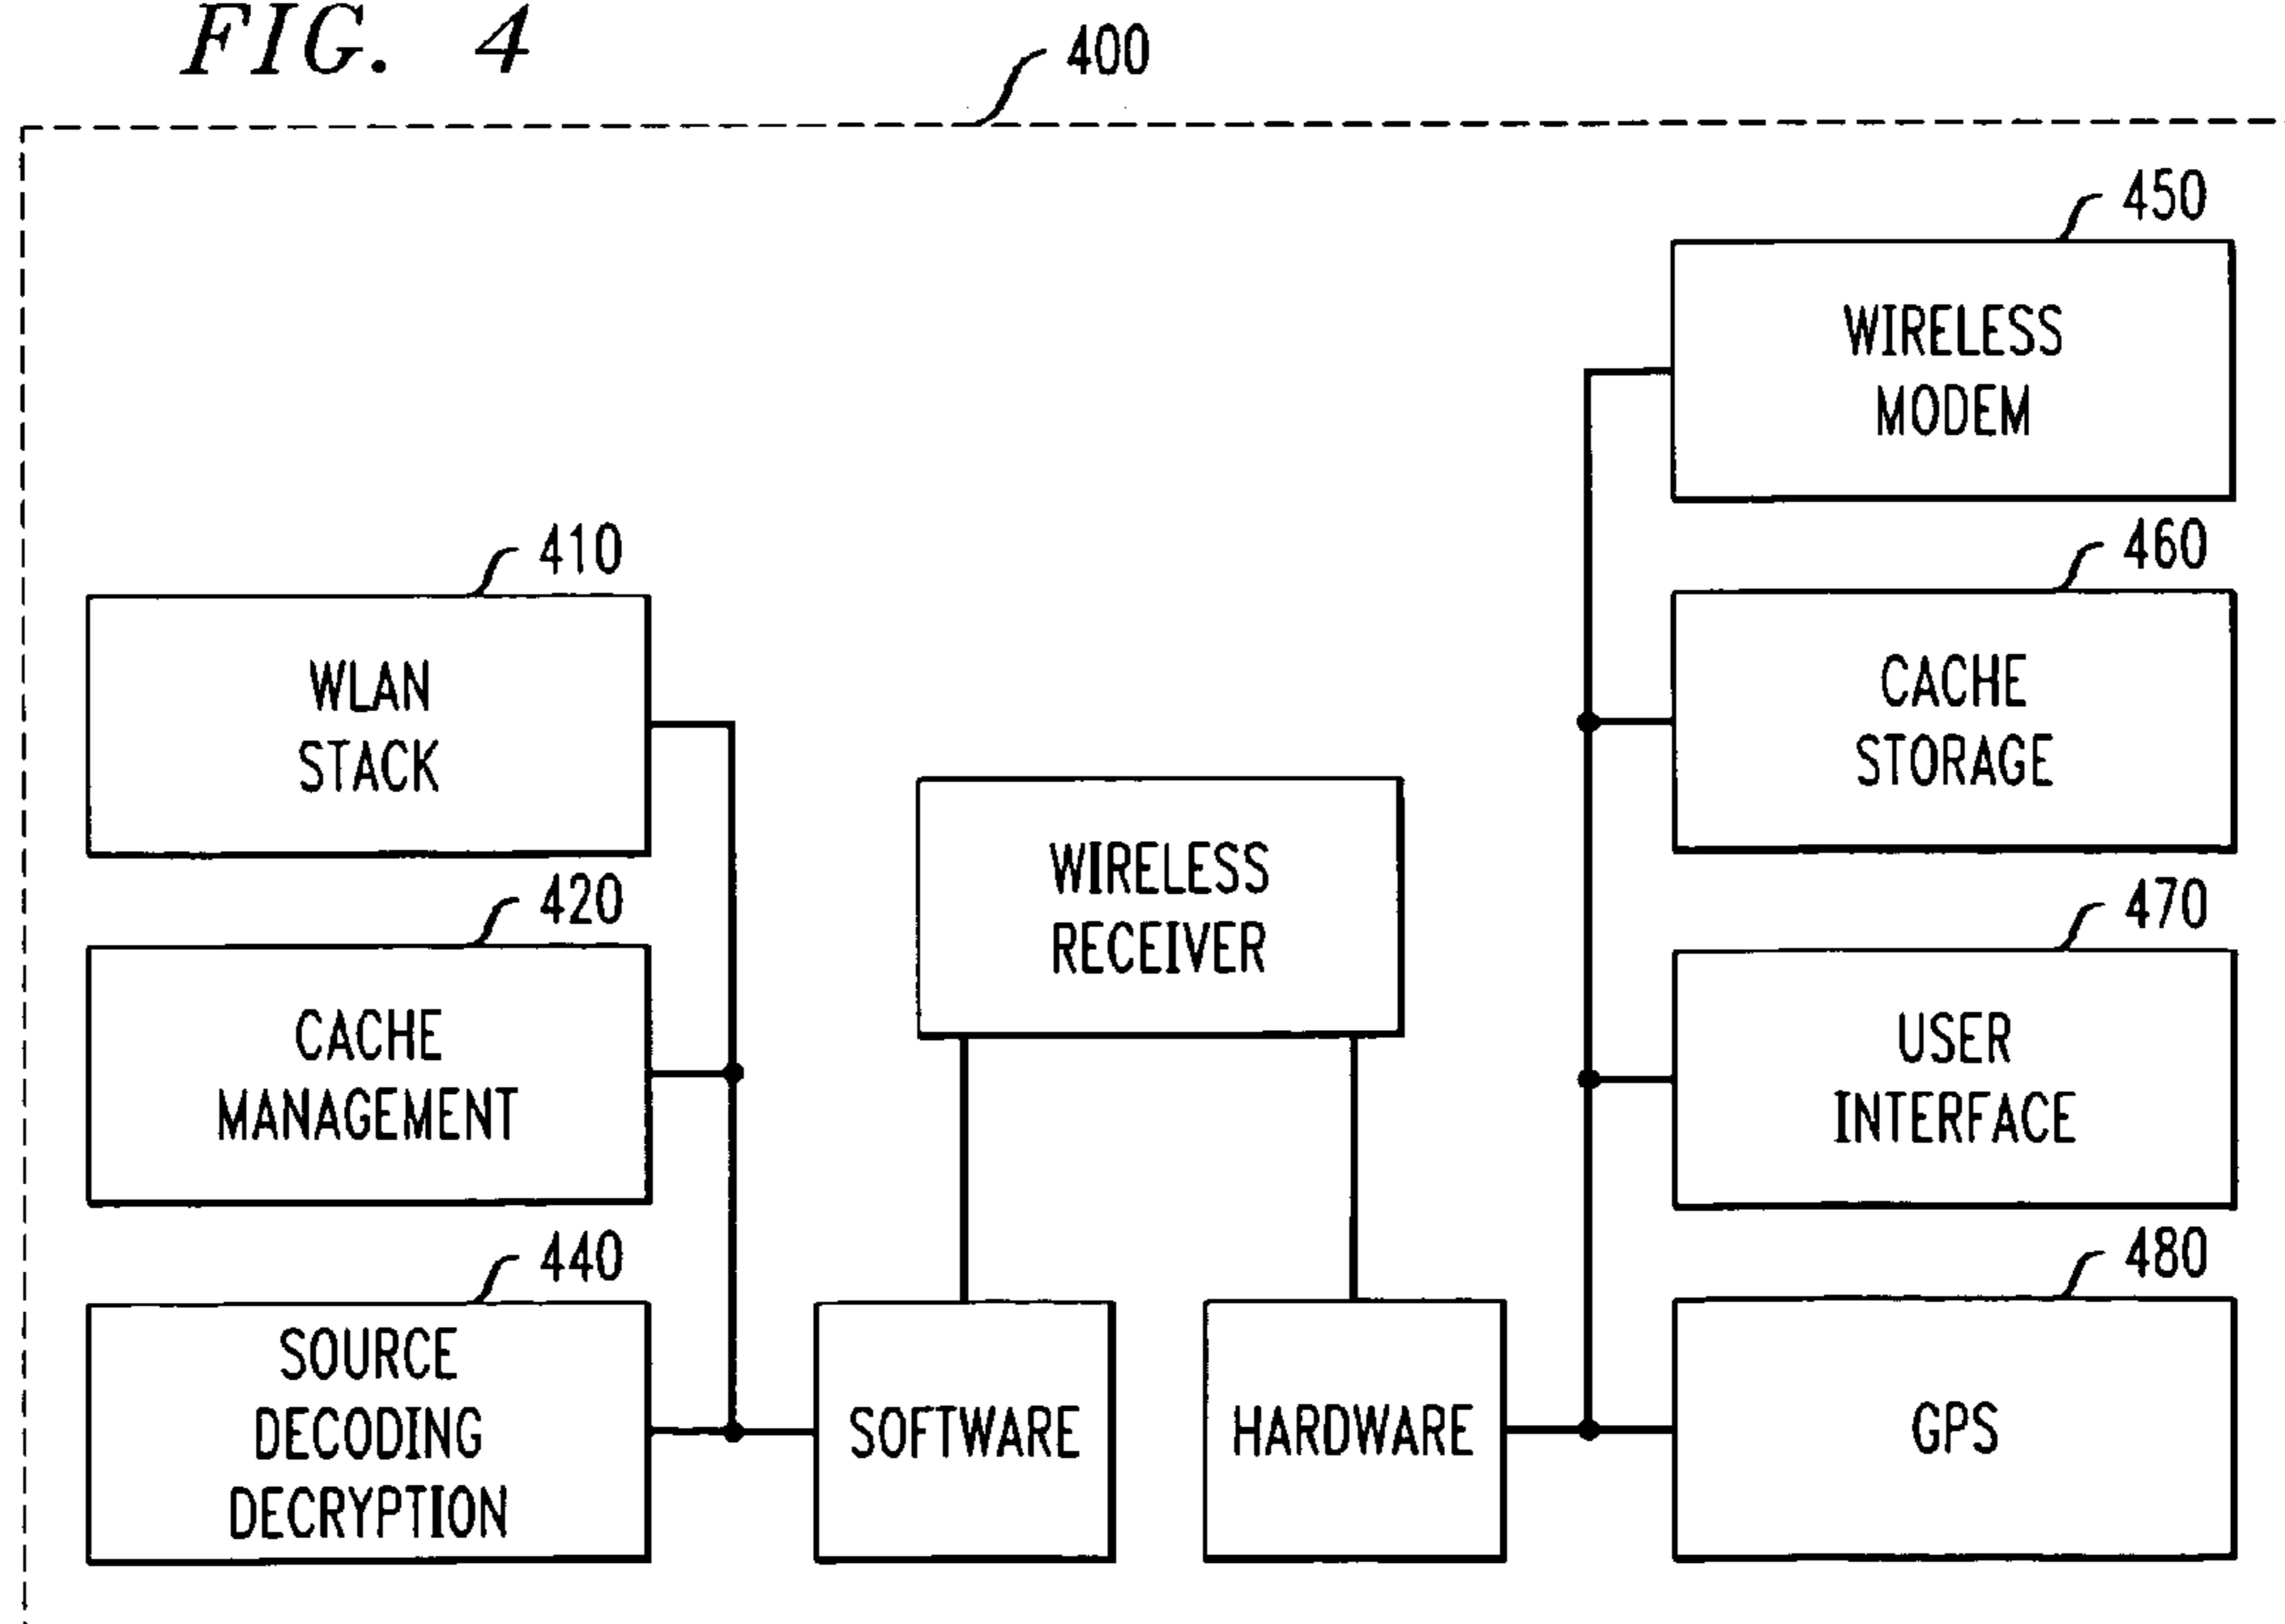 FIG. 4
400
450
WIRELESS
MODEM
410
460
WLAN
STACK
CACHE
STORAGE
WIRELESS
RECEIVER
420
470
CACHE
MANAGEMENT
USER
INTERFACE
440
480
SOURCE
DECODING
DECRYPTION
SOFTWARE
HARDWARE
GPS